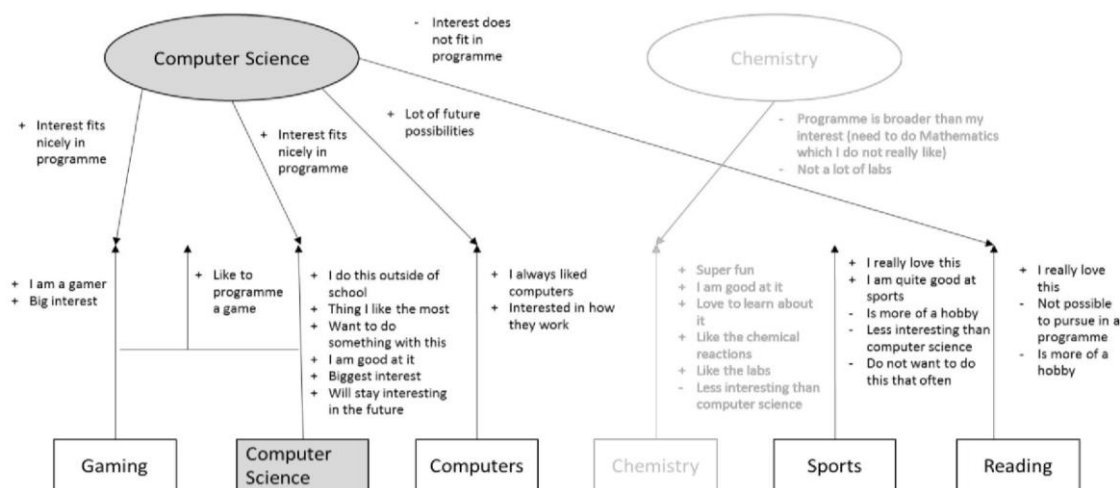 Computer Science
- Interest does
not fit in
programme
Chemistry
+ Interest fits
nicely in
programme
+ Interest fits
nicely in
programme
+ Lot of future
possibilities
- Programme is broader than my
interest (need to do Mathematics
which I do not really like)
- Not a lot of labs
+ I am a gamer
+ Big interest
+ Like to
programme
a game
+ I do this outside of
school
+ Thing I like the most
+ Want to do
something with this
+ I am good at it
+ Biggest interest
+ Will stay interesting
in the future
+ I always liked
computers
+ Interested in how
they work
+ Super fun
+ I am good at it
+ Love to learn about
it
+ Like the chemical
reactions
+ Like the labs
- Less interesting than
computer science
+ I really love this
+ I am quite good at
sports
- Is more of a hobby
- Less interesting than
computer science
- Do not want to do
this that often
+ I really love
this
- Not possible
to pursue in a
programme
- Is more of a
hobby
Gaming
Computer
Science
Computers
Chemistry
Sports
Reading